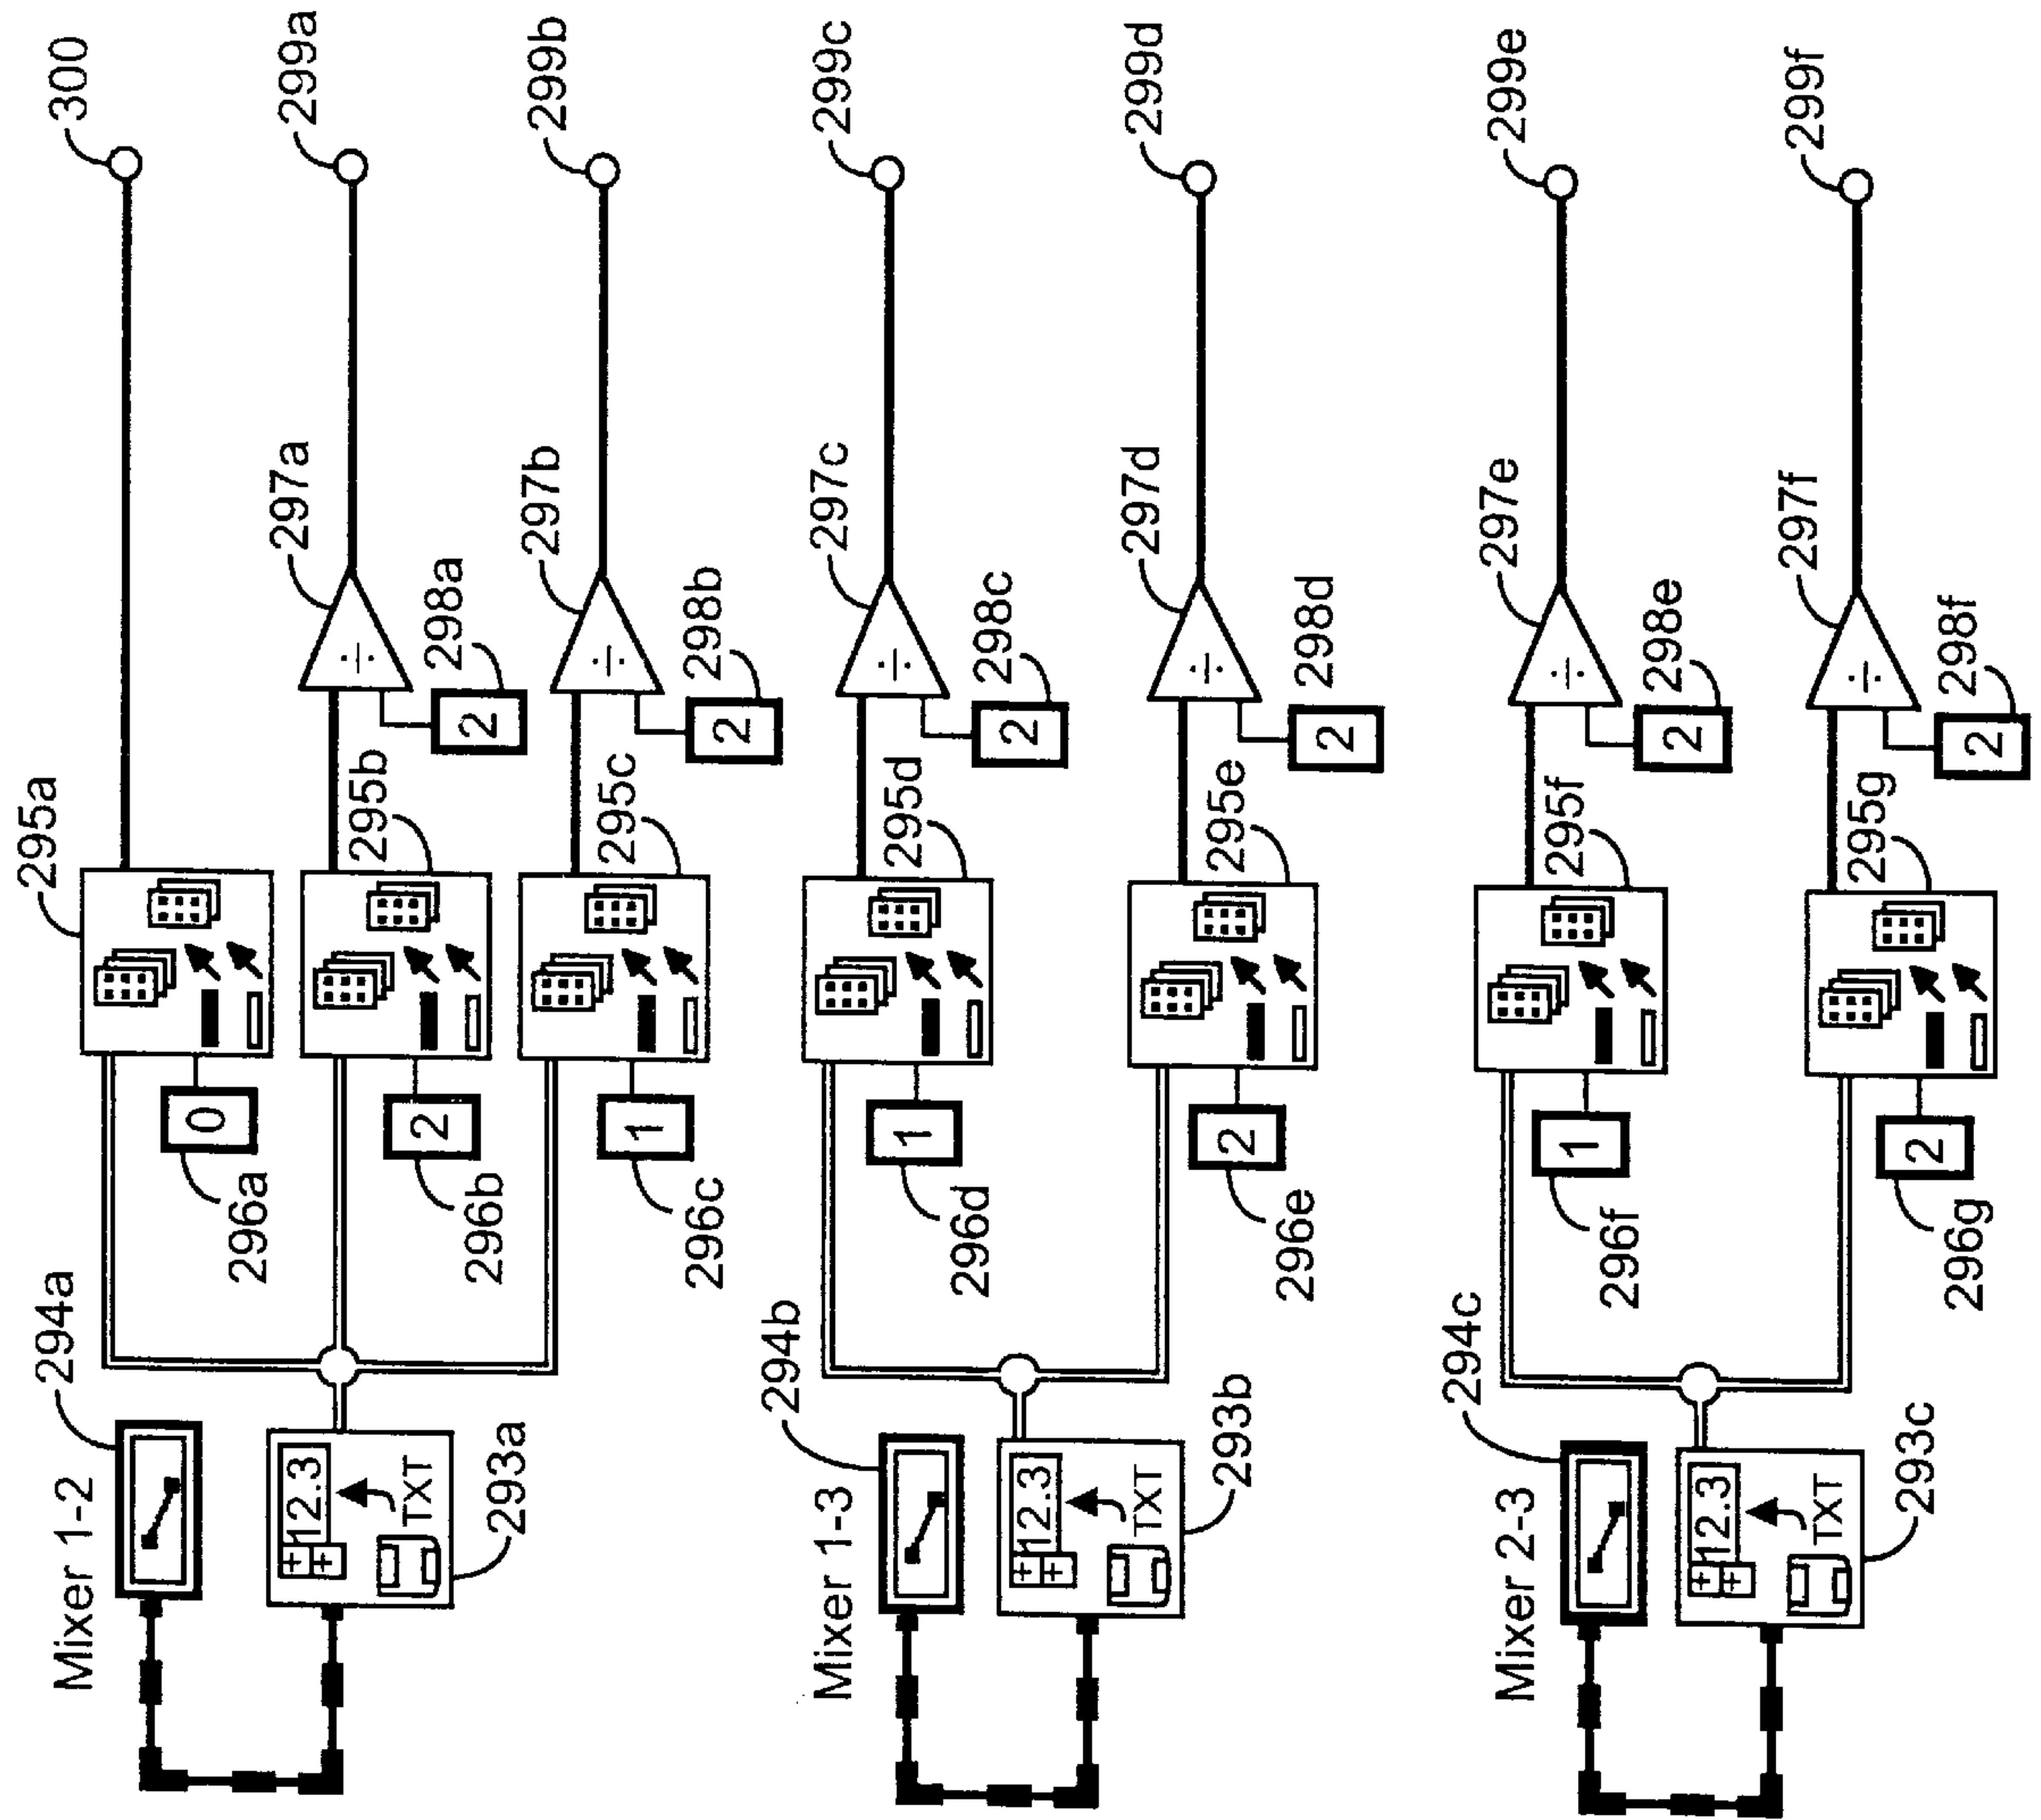 300
295a
294a
Mixer 1-2
0
296a
297a
299a
÷
298a
2
295b
2
296b
12.3
TXT
293a
297b
299b
÷
298b
2
295c
1
296c
297c
299c
÷
298c
2
295d
1
296d
294b
Mixer 1-3
297d
299d
÷
298d
2
295e
2
296e
12.3
TXT
293b
297e
299e
÷
298e
2
295f
1
296f
294c
Mixer 2-3
297f
299f
÷
298f
2
295g
2
296g
12.3
TXT
293c